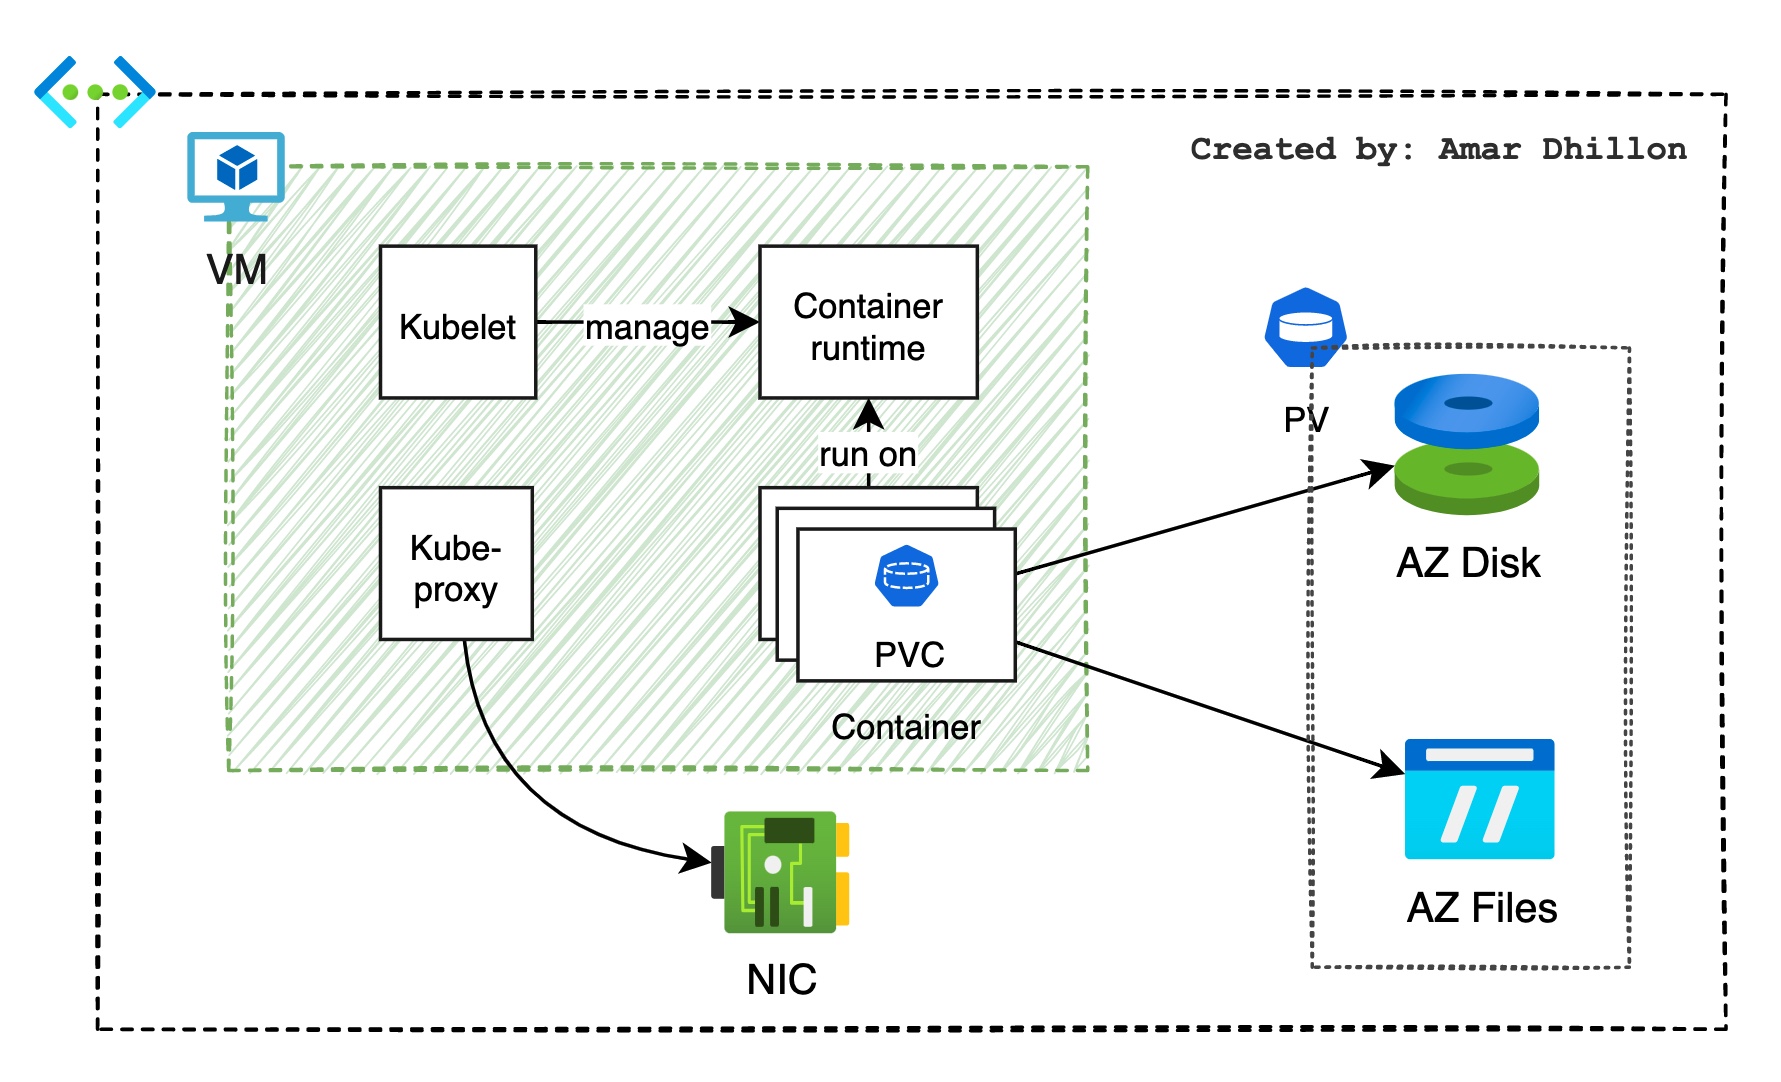 Created by: Amar Dhillon
VM
Kubelet
manage
Container
runtime
PV
run on
Kube-
proxy
PVC
Container
AZ Disk
AZ Files
NIC